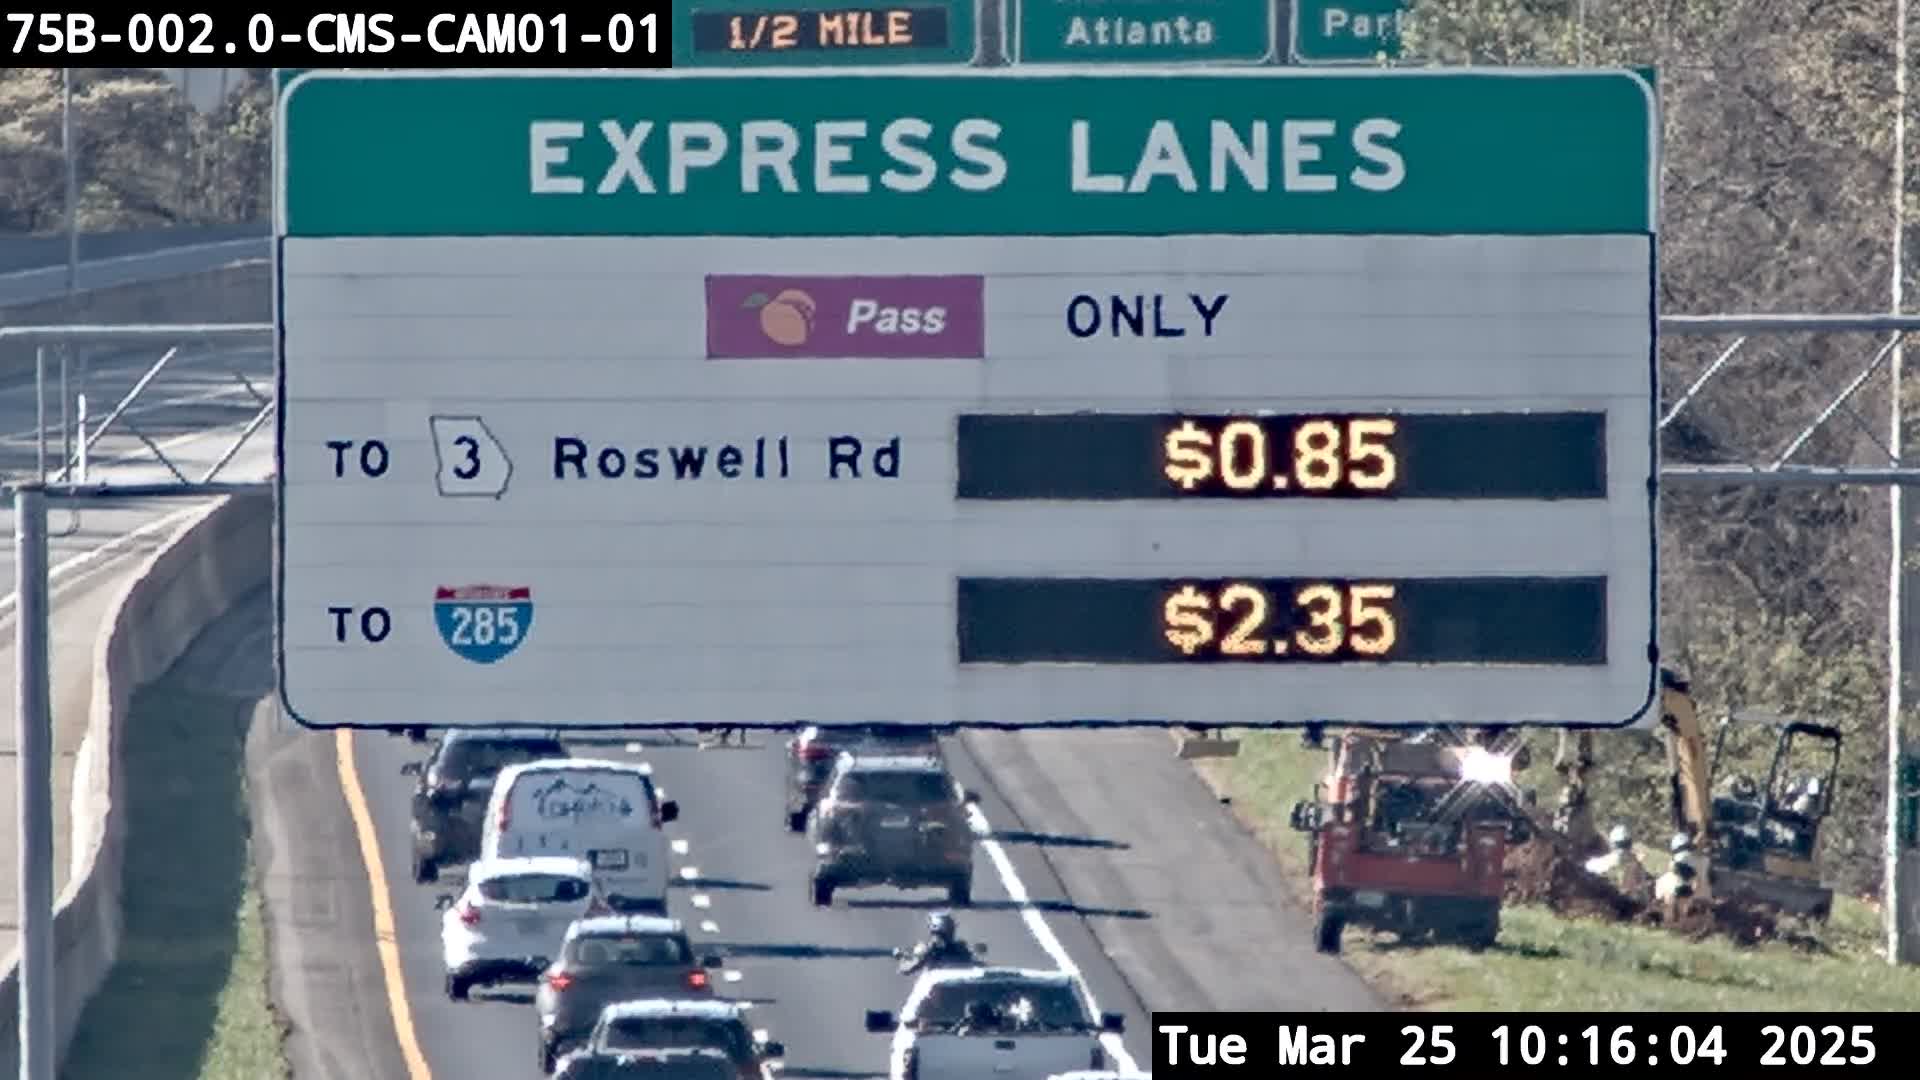 75B-002.0-CMS-CAM01-01
1/2 MILE
Atlanta
EXPRESS LANES
Pass ONLY
TO 3 Roswell Rd $0.85
TO 285 $2.35
Tue Mar 25 10:16:04 2025